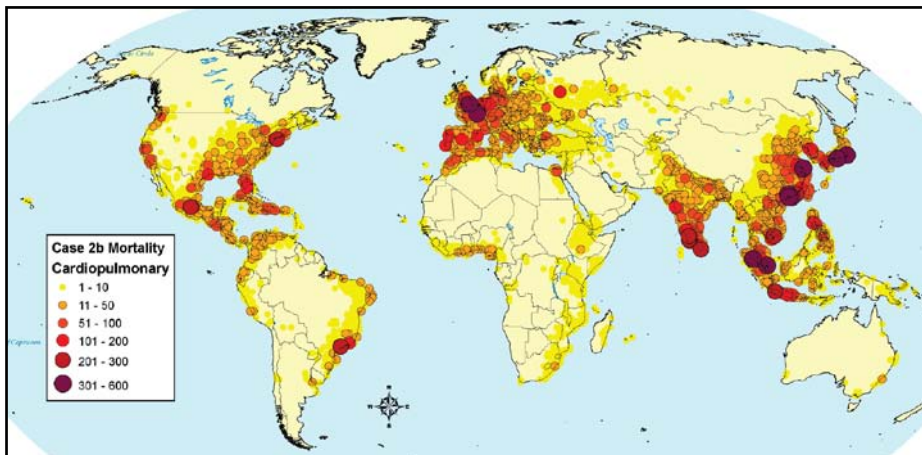 Case 2b Mortality
Cardiopulmonary
1 - 10
11 - 50
51 - 100
101 - 200
201 - 300
301 - 600
N
W
E
S